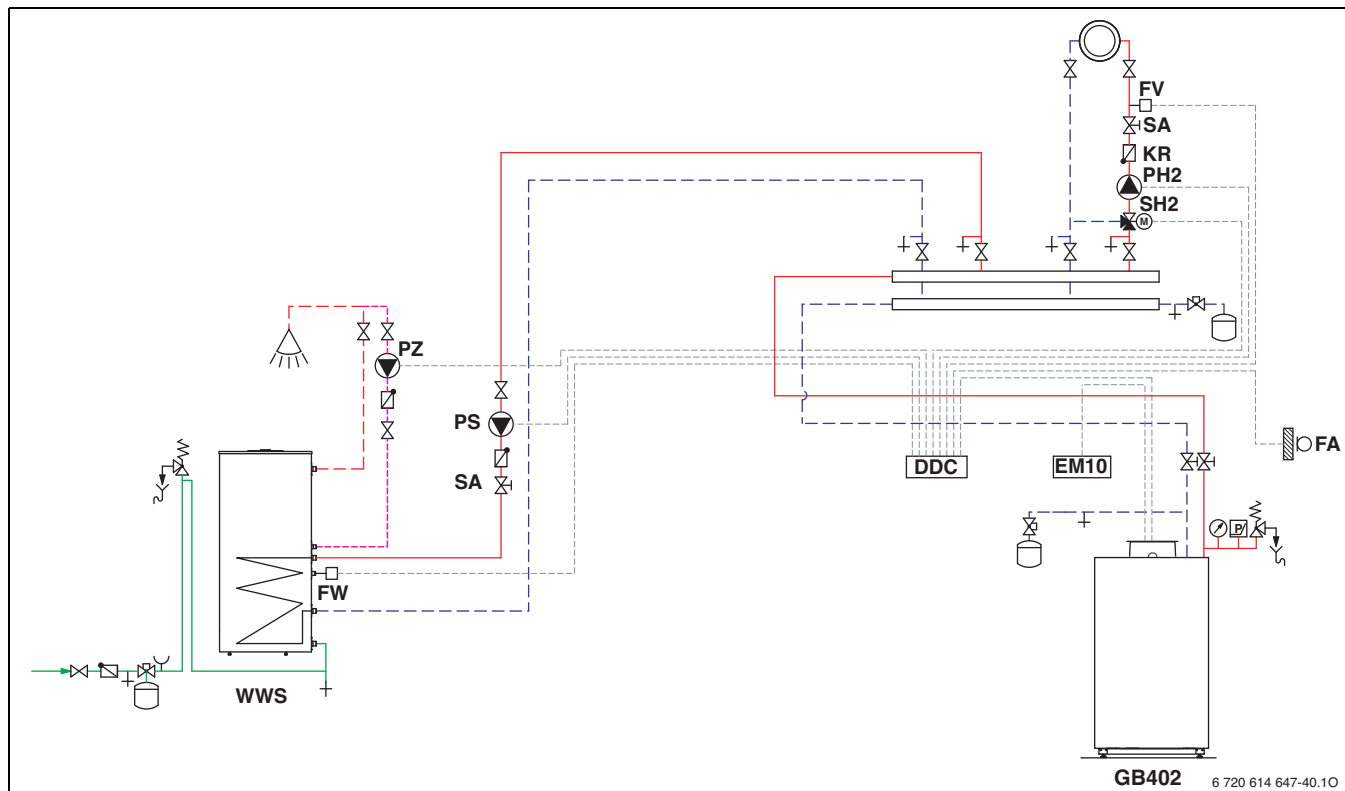 FV
SA
KR
PH2
SH2
M
PZ
PS
SA
DDC
EM10
FA
P
FW
WWS
GB402
6 720 614 647-40.1O